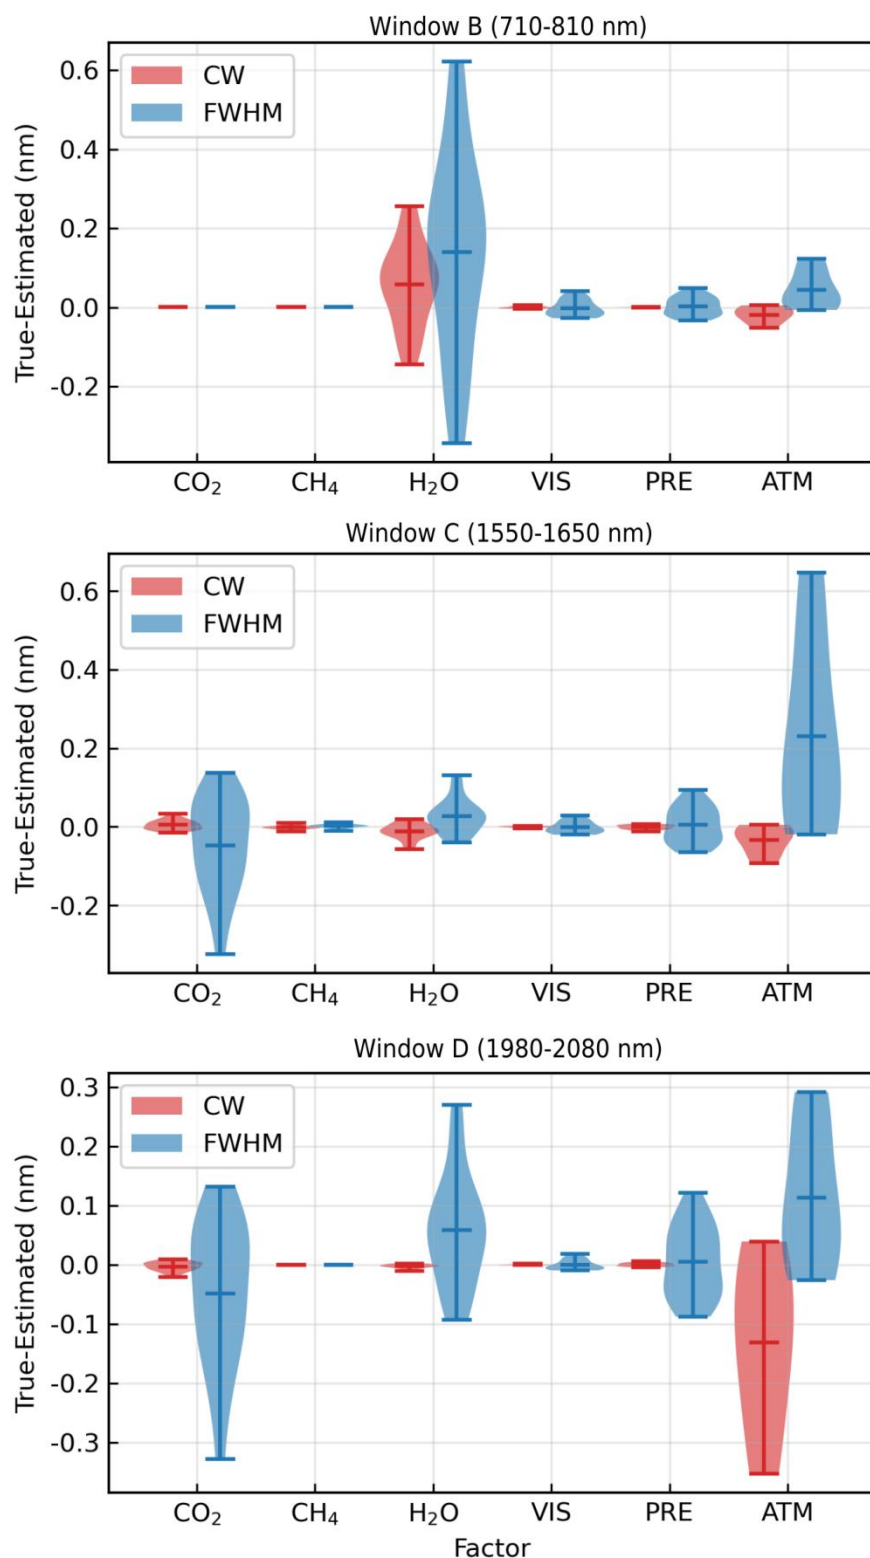 Window B (710-810 nm)
CW
FWHM
True-Estimated (nm)
0.6
0.4
0.2
0.0
-0.2
CO₂ CH₄ H₂O VIS PRE ATM
Window C (1550-1650 nm)
CW
FWHM
True-Estimated (nm)
0.6
0.4
0.2
0.0
-0.2
CO₂ CH₄ H₂O VIS PRE ATM
Window D (1980-2080 nm)
CW
FWHM
True-Estimated (nm)
0.3
0.2
0.1
0.0
-0.1
-0.2
-0.3
CO₂ CH₄ H₂O VIS PRE ATM
Factor